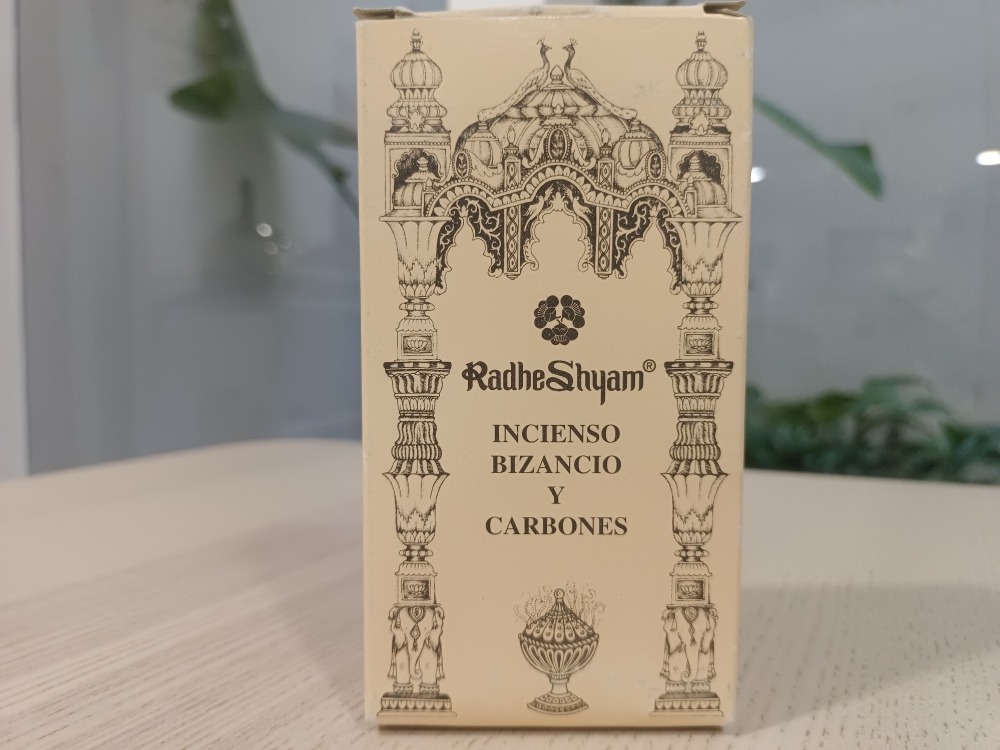 RadheShyam®
INCIENSO
BIZANCIO
Y
CARBONES